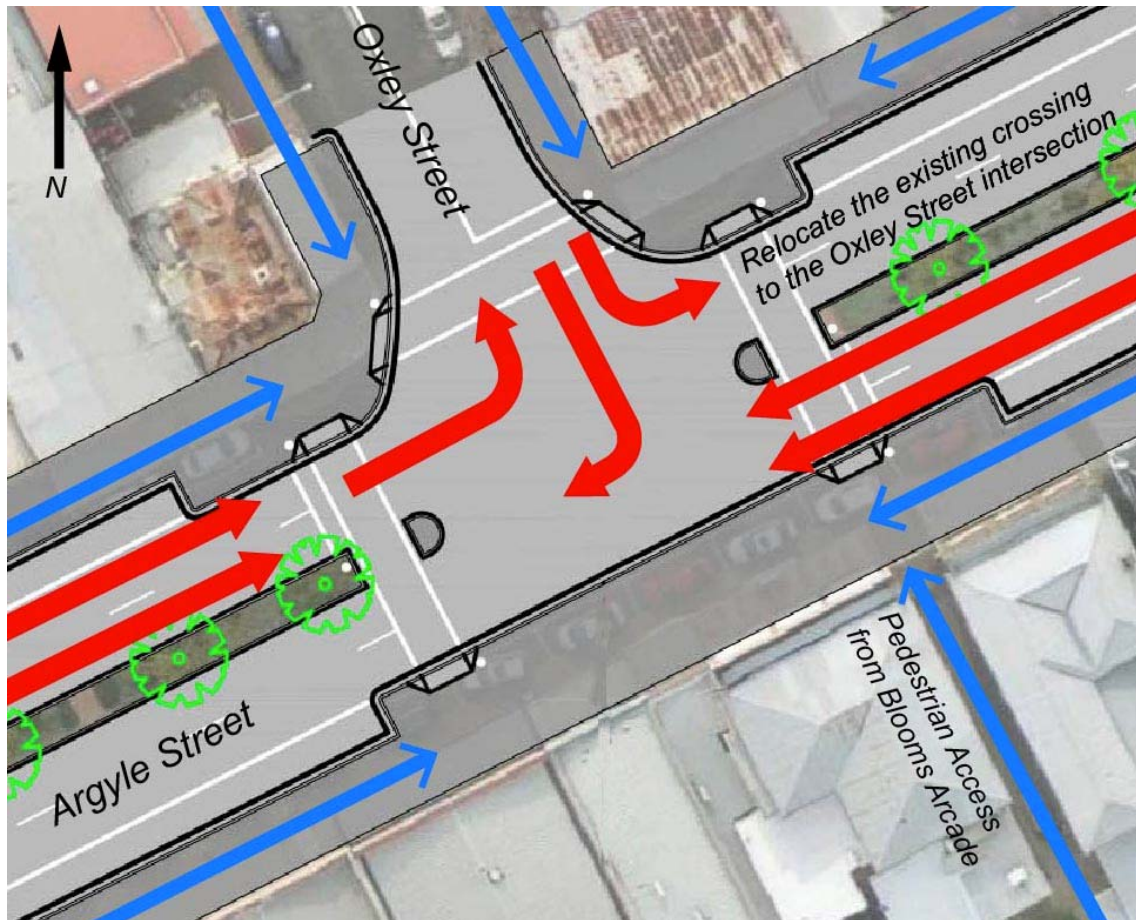 N
Oxley Street
Relocate the existing crossing
to the Oxley Street intersection
Argyle Street
Pedestrian Access
from Blooms Arcade